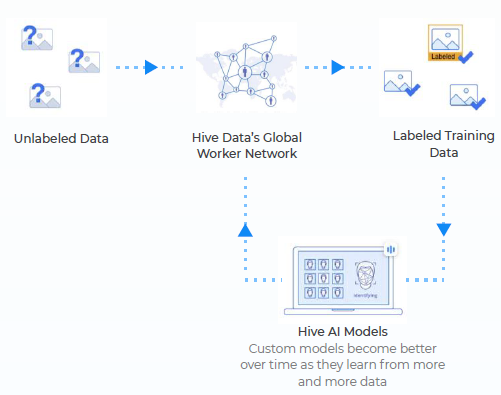 ?
?
?
Labeled
Unlabeled Data
Hive Data's Global
Worker Network
Labeled Training
Data
identifying
Hive AI Models
Custom models become better
over time as they learn from more
and more data